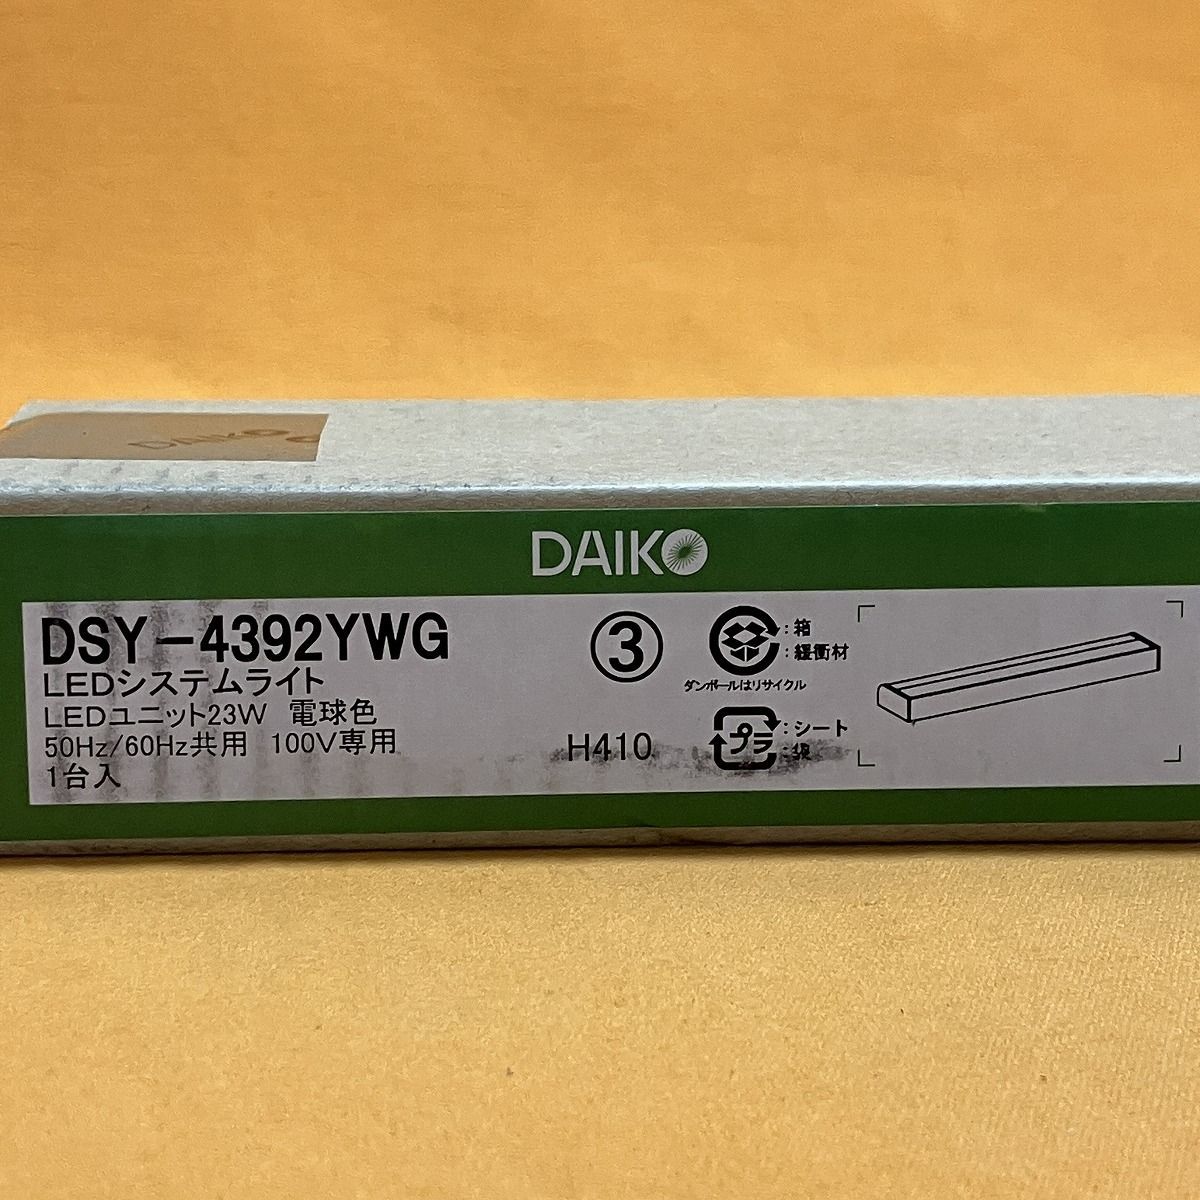 DAIKO
DAIKO
DSY-4392YWG
LEDシステムライト
LEDユニット23W 電球色
50Hz/60Hz共用 100V専用
1台入
③
H410
:箱
:緩衝材
ダンボールはリサイクル
プラ
:シート
:袋